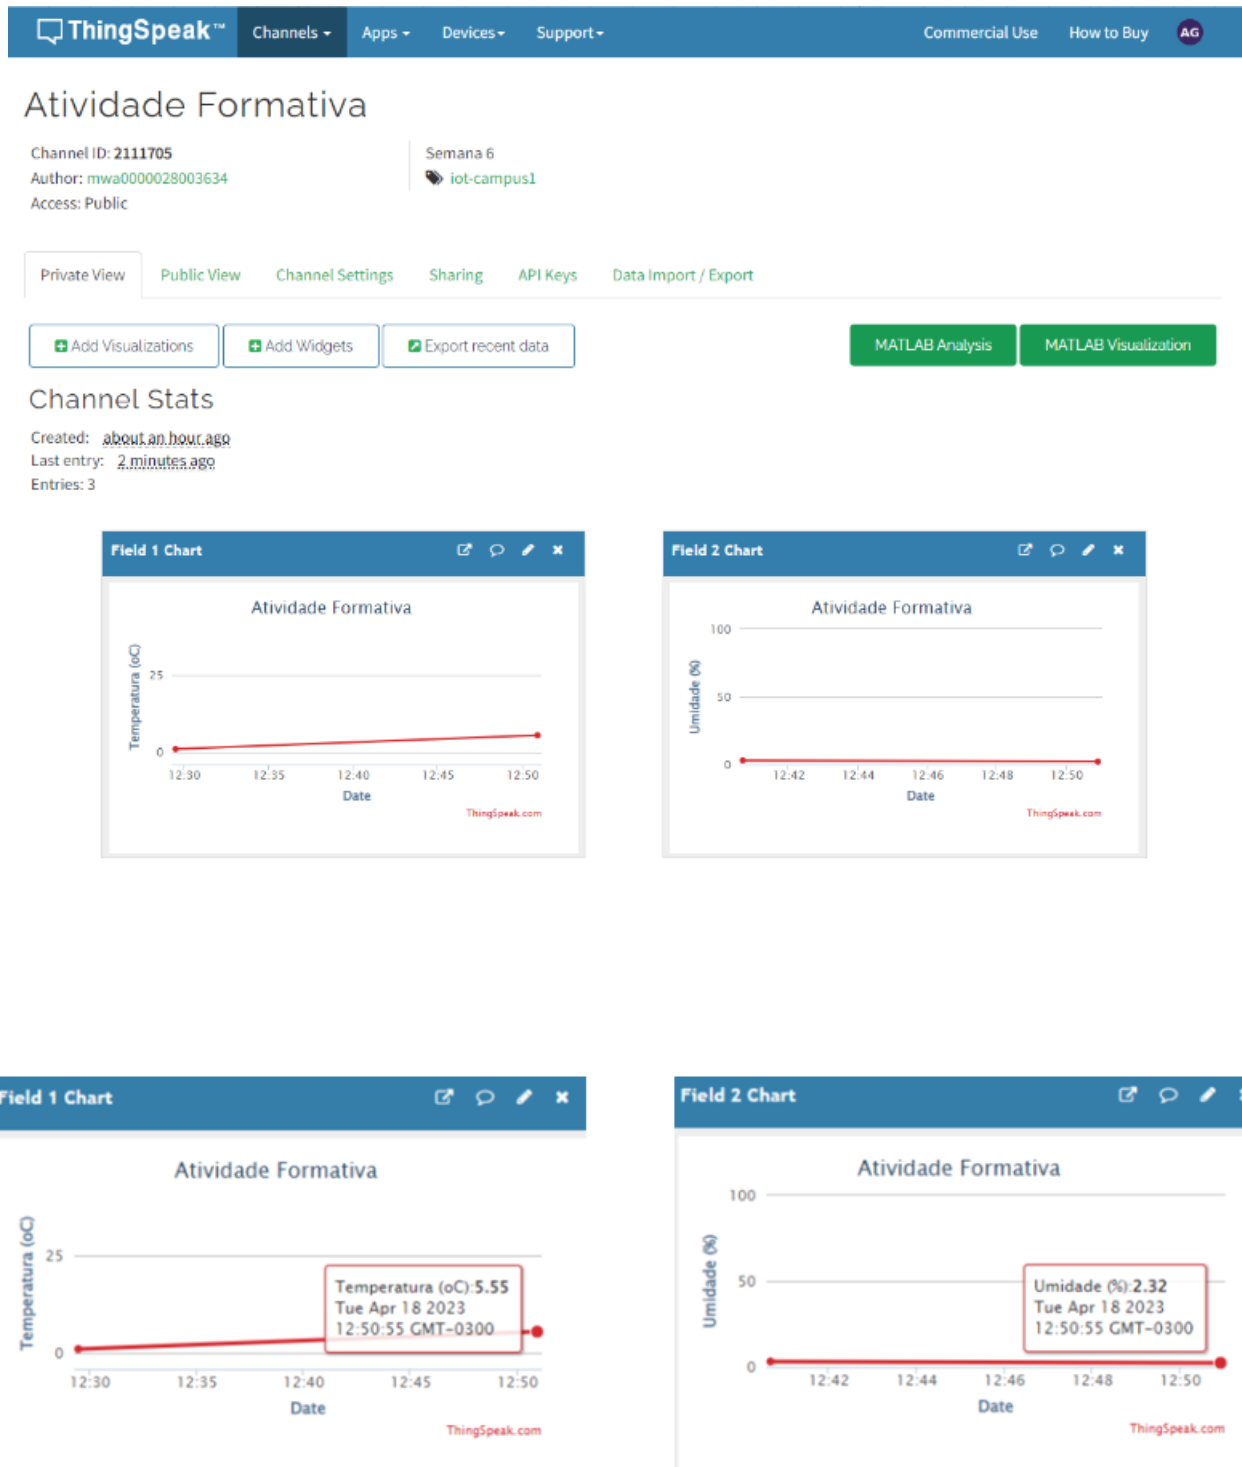 ThingSpeak™ Channels Apps Devices Support Commercial Use How to Buy AG
Atividade Formativa
Channel ID: 2111705
Author: mwa0000028003634
Access: Public
Semana 6
iot-campus1
Private View Public View Channel Settings Sharing API Keys Data Import / Export
Add Visualizations Add Widgets Export recent data MATLAB Analysis MATLAB Visualization
Channel Stats
Created: about an hour ago
Last entry: 2 minutes ago
Entries: 3
Field 1 Chart
Atividade Formativa
Temperatura (oC)
25
0
12:30 12:35 12:40 12:45 12:50
Date
ThingSpeak.com
Field 2 Chart
Atividade Formativa
Umidade (%)
100
50
0
12:42 12:44 12:46 12:48 12:50
Date
ThingSpeak.com
Field 1 Chart
Atividade Formativa
Temperatura (oC)
25
0
Temperatura (oC):5.55
Tue Apr 18 2023
12:50:55 GMT-0300
12:30 12:35 12:40 12:45 12:50
Date
ThingSpeak.com
Field 2 Chart
Atividade Formativa
Umidade (%)
100
50
0
Umidade (%):2.32
Tue Apr 18 2023
12:50:55 GMT-0300
12:42 12:44 12:46 12:48 12:50
Date
ThingSpeak.com